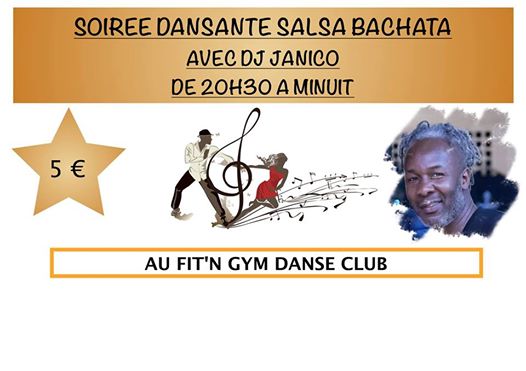 SOIREE DANSANTE SALSA BACHATA
AVEC DJ JANICO
DE 20H30 A MINUIT
5 €
AU FIT'N GYM DANSE CLUB